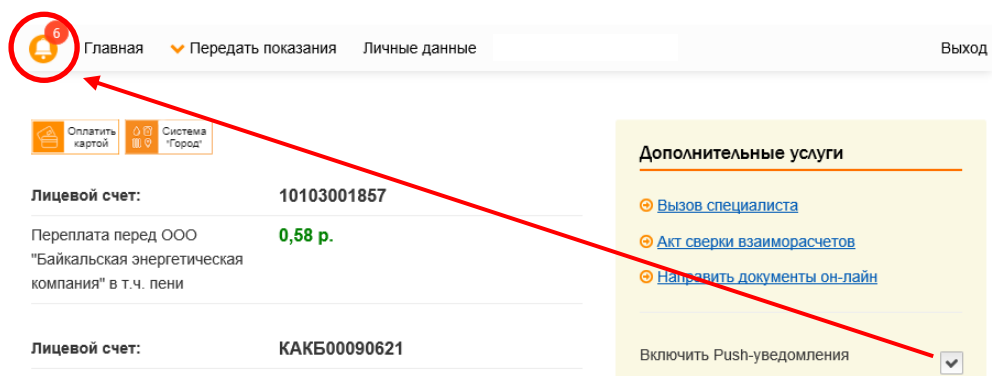 6
Главная
Передать показания
Личные данные
Выход
Оплатить
картой
Система
"Город"
Лицевой счет:
10103001857
Переплата перед ООО
"Байкальская энергетическая
компания" в т.ч. пени
0,58 р.
Лицевой счет:
КАКБ00090621
Дополнительные услуги
Вызов специалиста
Акт сверки взаиморасчетов
Направить документы он-лайн
Включить Push-уведомления